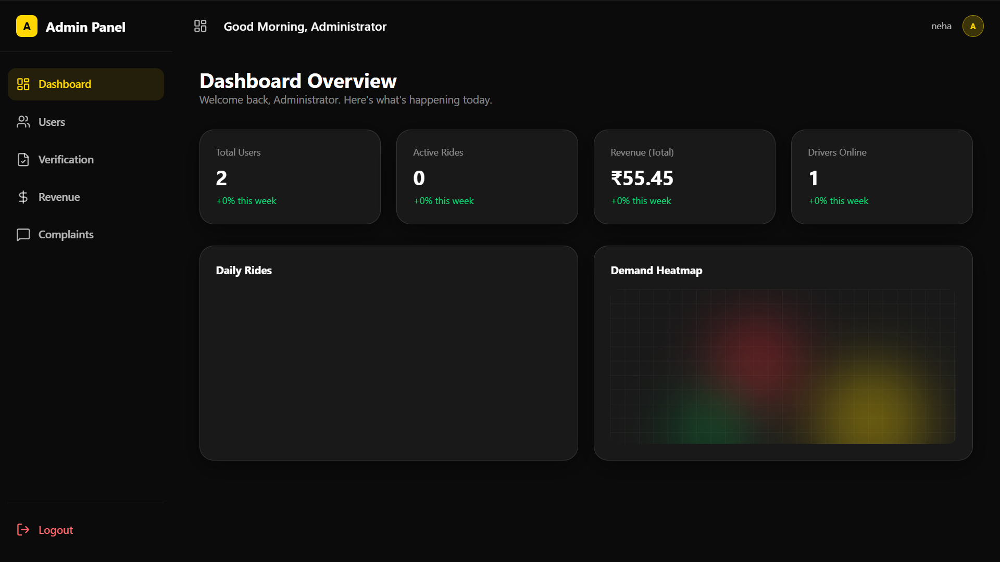 A
Admin Panel
Good Morning, Administrator
neha
A
Dashboard
Users
Verification
Revenue
Complaints
Logout
Dashboard Overview
Welcome back, Administrator. Here's what's happening today.
Total Users
2
+0% this week
Active Rides
0
+0% this week
Revenue (Total)
₹55.45
+0% this week
Drivers Online
1
+0% this week
Daily Rides
Demand Heatmap